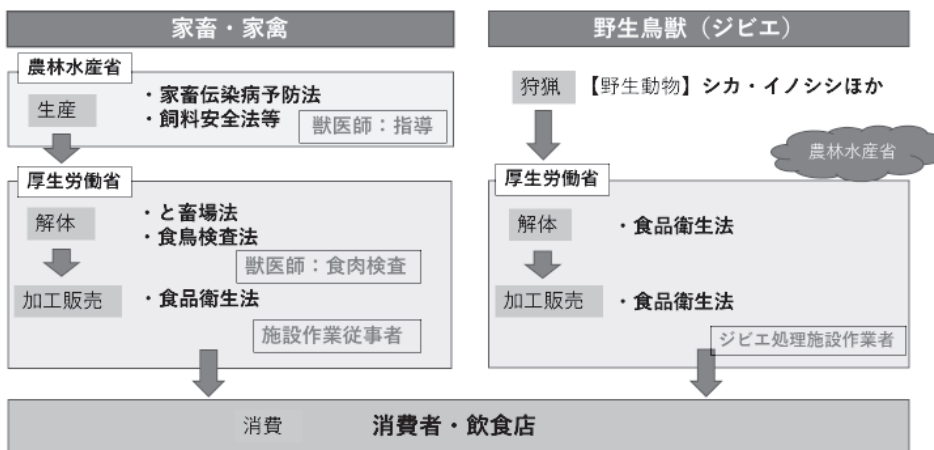 家畜・家禽
農林水産省
生産
・家畜伝染病予防法
・飼料安全法等
獣医師：指導
厚生労働省
解体
・と畜場法
・食鳥検査法
獣医師：食肉検査
加工販売
・食品衛生法
施設作業従事者
野生鳥獣（ジビエ）
狩猟
【野生動物】シカ・イノシシほか
農林水産省
厚生労働省
解体
・食品衛生法
加工販売
・食品衛生法
ジビエ処理施設作業者
消費
消費者・飲食店